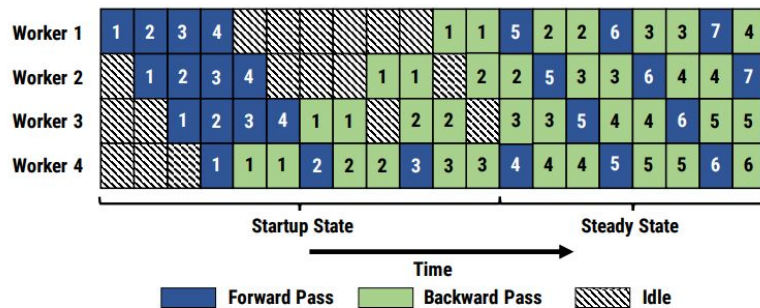 Worker 1 1 2 3 4 1 1 5 2 2 6 3 3 7 4
Worker 2 1 2 3 4 1 1 2 2 5 3 3 6 4 4 7
Worker 3 1 2 3 4 1 1 2 2 3 3 5 4 4 6 5 5
Worker 4 1 1 1 2 2 2 3 3 3 4 4 4 5 5 5 6 6
Startup State Steady State
Time
Forward Pass Backward Pass Idle